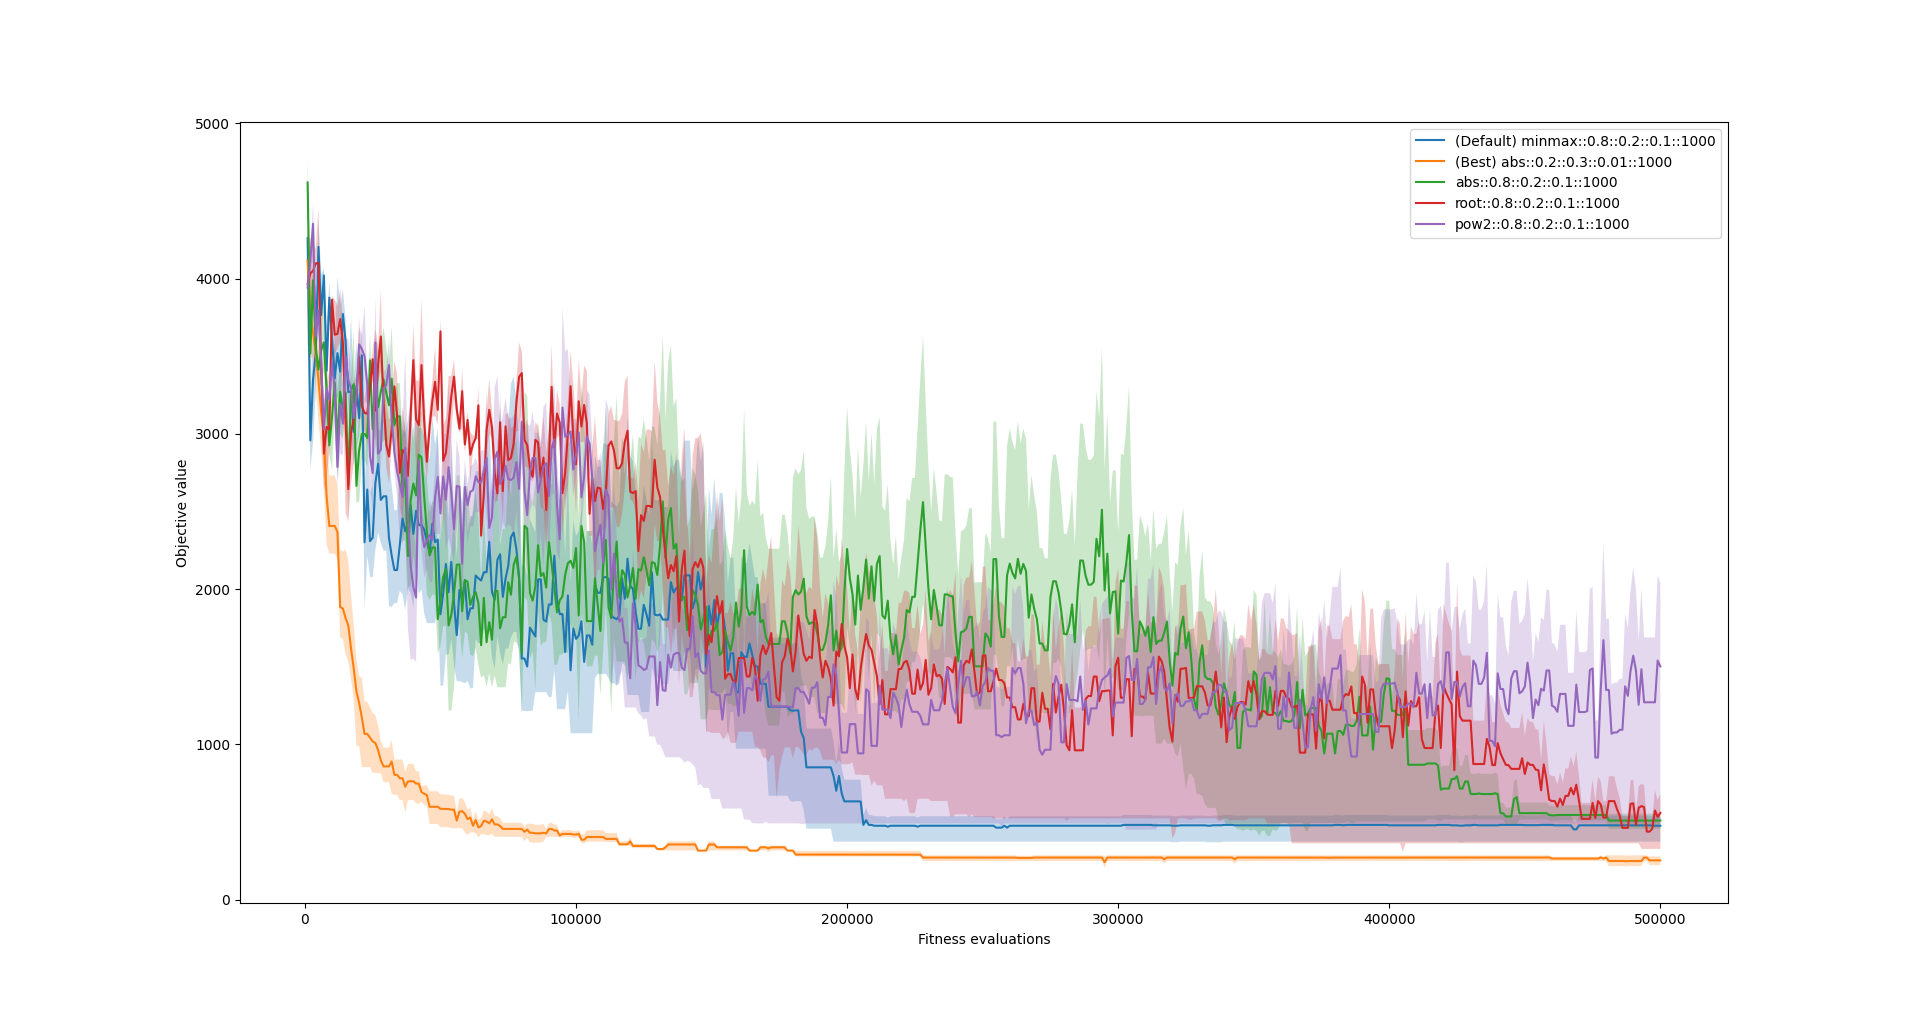 5000
4000
3000
2000
1000
0
Objective value
(Default) minmax::0.8::0.2::0.1::1000
(Best) abs::0.2::0.3::0.01::1000
abs::0.8::0.2::0.1::1000
root::0.8::0.2::0.1::1000
pow2::0.8::0.2::0.1::1000
0
100000
200000
300000
400000
500000
Fitness evaluations